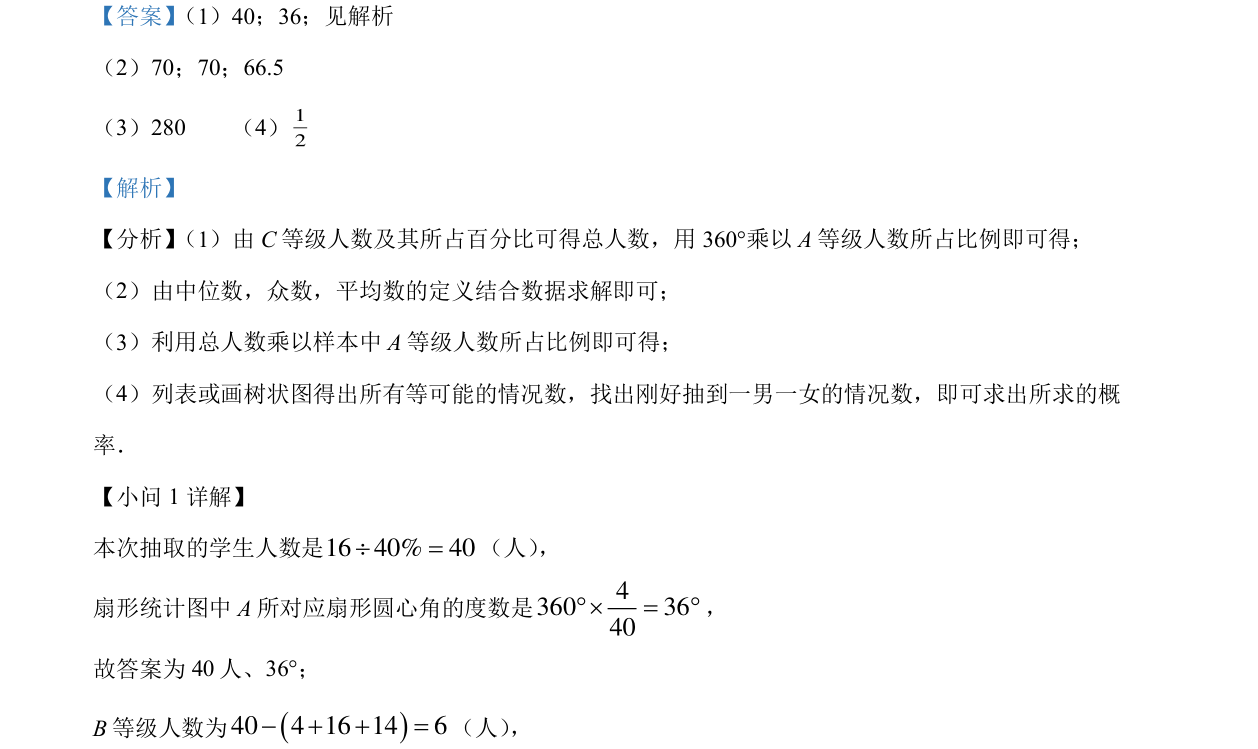 【答案】（1）40；36；见解析
（2）70；70；66.5
（3）280 （4）1/2
【解析】
【分析】（1）由 C 等级人数及其所占百分比可得总人数，用 360°乘以 A 等级人数所占比例即可得；
（2）由中位数，众数，平均数的定义结合数据求解即可；
（3）利用总人数乘以样本中 A 等级人数所占比例即可得；
（4）列表或画树状图得出所有等可能的情况数，找出刚好抽到一男一女的情况数，即可求出所求的概
率．
【小问 1 详解】
本次抽取的学生人数是16÷40% = 40（人），
扇形统计图中 A 所对应扇形圆心角的度数是360°×4/40 = 36°，
故答案为 40 人、36°；
B 等级人数为40−(4+16+14) = 6（人），